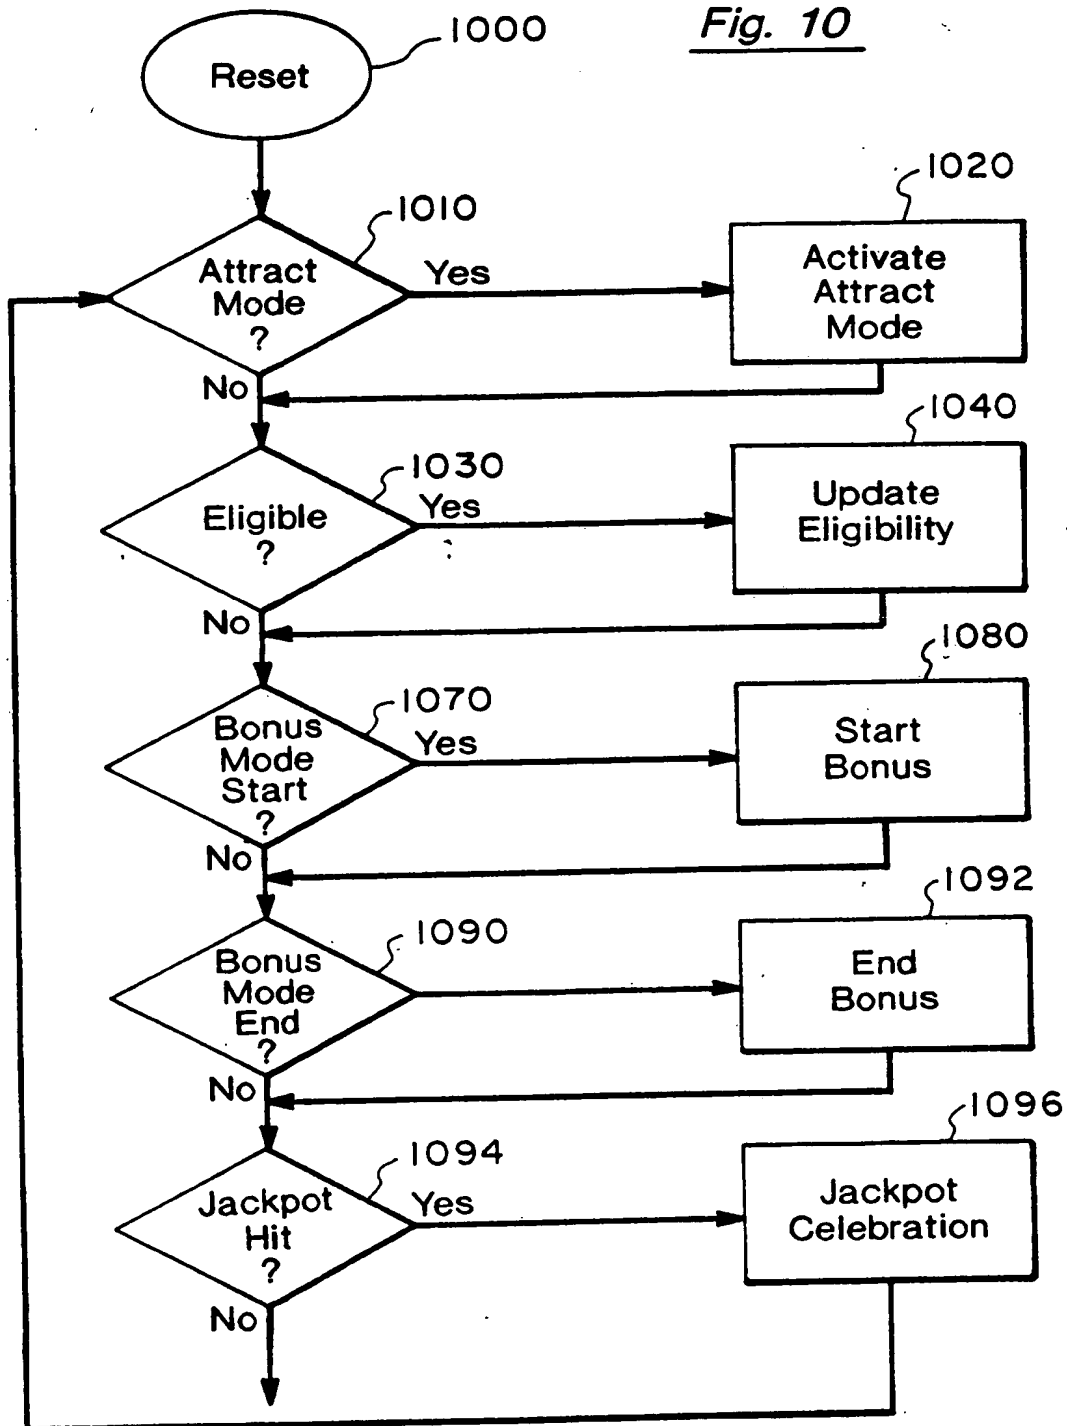 Fig. 10
1000
Reset
1010
Attract
Mode
?
Yes
No
1020
Activate
Attract
Mode
1030
Eligible
?
Yes
No
1040
Update
Eligibility
1070
Bonus
Mode
Start
?
Yes
No
1080
Start
Bonus
1090
Bonus
Mode
End
?
No
1092
End
Bonus
1094
Jackpot
Hit
?
Yes
No
1096
Jackpot
Celebration